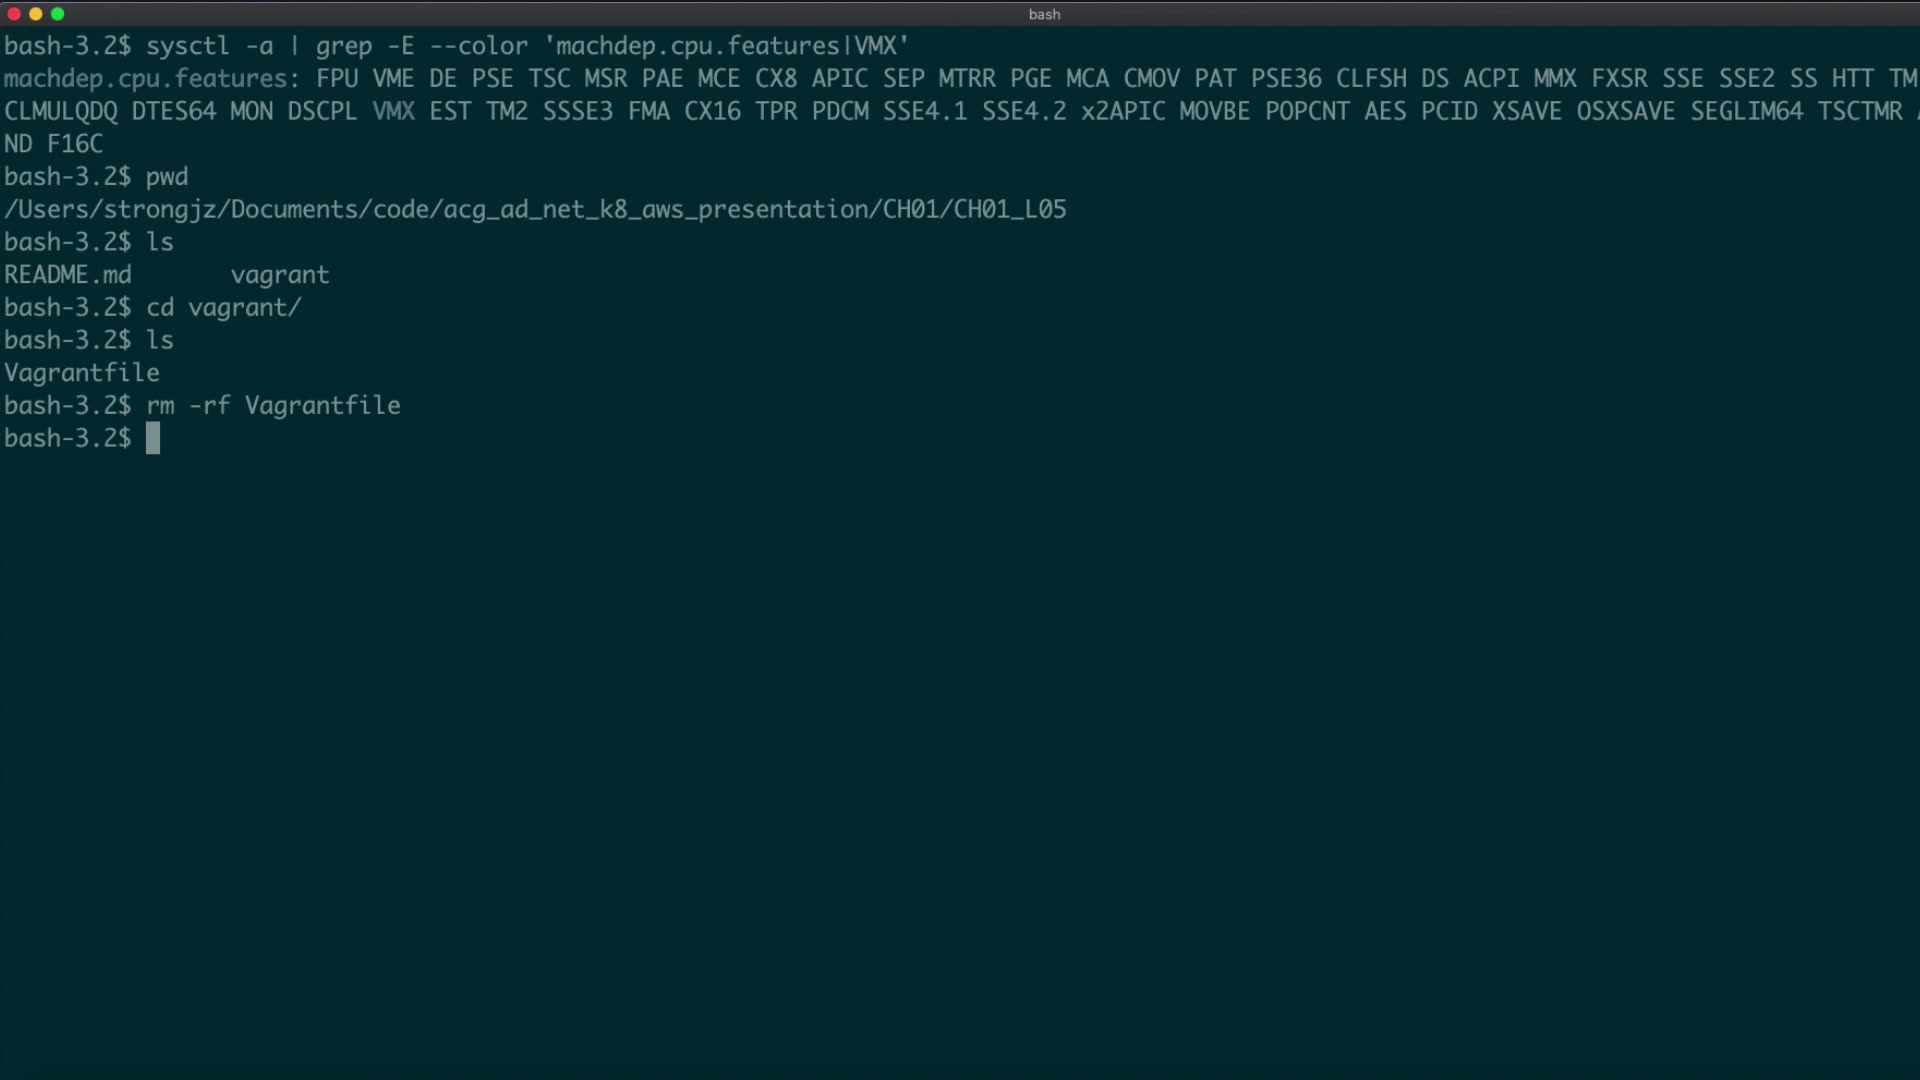 bash
bash-3.2$ sysctl -a | grep -E --color 'machdep.cpu.features|VMX'
machdep.cpu.features: FPU VME DE PSE TSC MSR PAE MCE CX8 APIC SEP MTRR PGE MCA CMOV PAT PSE36 CLFSH DS ACPI MMX FXSR SSE SSE2 SS HTT TM
CLMULQDQ DTES64 MON DSCPL VMX EST TM2 SSSE3 FMA CX16 TPR PDCM SSE4.1 SSE4.2 x2APIC MOVBE POPCNT AES PCID XSAVE OSXSAVE SEGLIM64 TSCTMR
ND F16C
bash-3.2$ pwd
/Users/strongjz/Documents/code/acg_ad_net_k8_aws_presentation/CH01/CH01_L05
bash-3.2$ ls
README.md vagrant
bash-3.2$ cd vagrant/
bash-3.2$ ls
Vagrantfile
bash-3.2$ rm -rf Vagrantfile
bash-3.2$